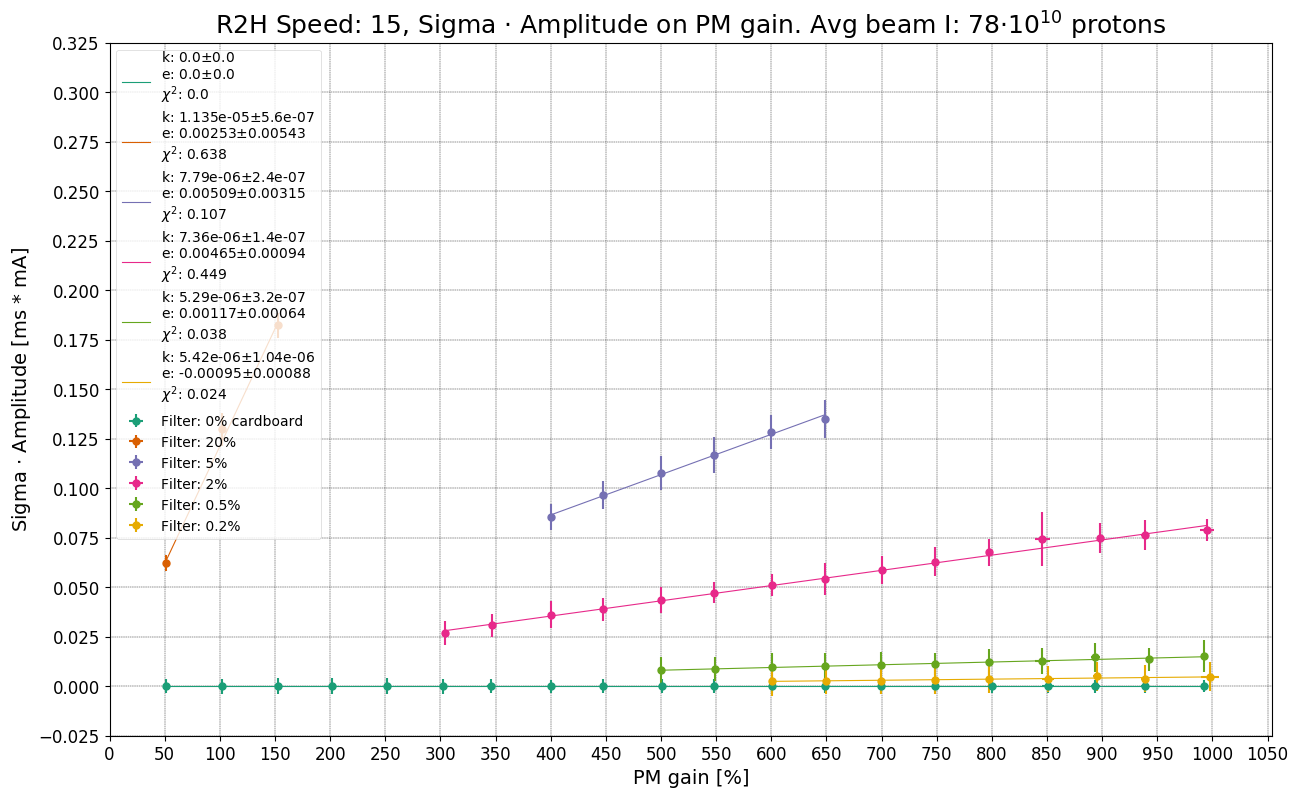 R2H Speed: 15, Sigma · Amplitude on PM gain. Avg beam I: 78·10^10 protons
0.325
0.300
0.275
0.250
0.225
0.200
0.175
0.150
0.125
0.100
0.075
0.050
0.025
0.000
−0.025
Sigma · Amplitude [ms * mA]
k: 0.0±0.0
e: 0.0±0.0
χ²: 0.0
k: 1.135e-05±5.6e-07
e: 0.00253±0.00543
χ²: 0.638
k: 7.79e-06±2.4e-07
e: 0.00509±0.00315
χ²: 0.107
k: 7.36e-06±1.4e-07
e: 0.00465±0.00094
χ²: 0.449
k: 5.29e-06±3.2e-07
e: 0.00117±0.00064
χ²: 0.038
k: 5.42e-06±1.04e-06
e: -0.00095±0.00088
χ²: 0.024
Filter: 0% cardboard
Filter: 20%
Filter: 5%
Filter: 2%
Filter: 0.5%
Filter: 0.2%
0 50 100 150 200 250 300 350 400 450 500 550 600 650 700 750 800 850 900 950 1000 1050
PM gain [%]